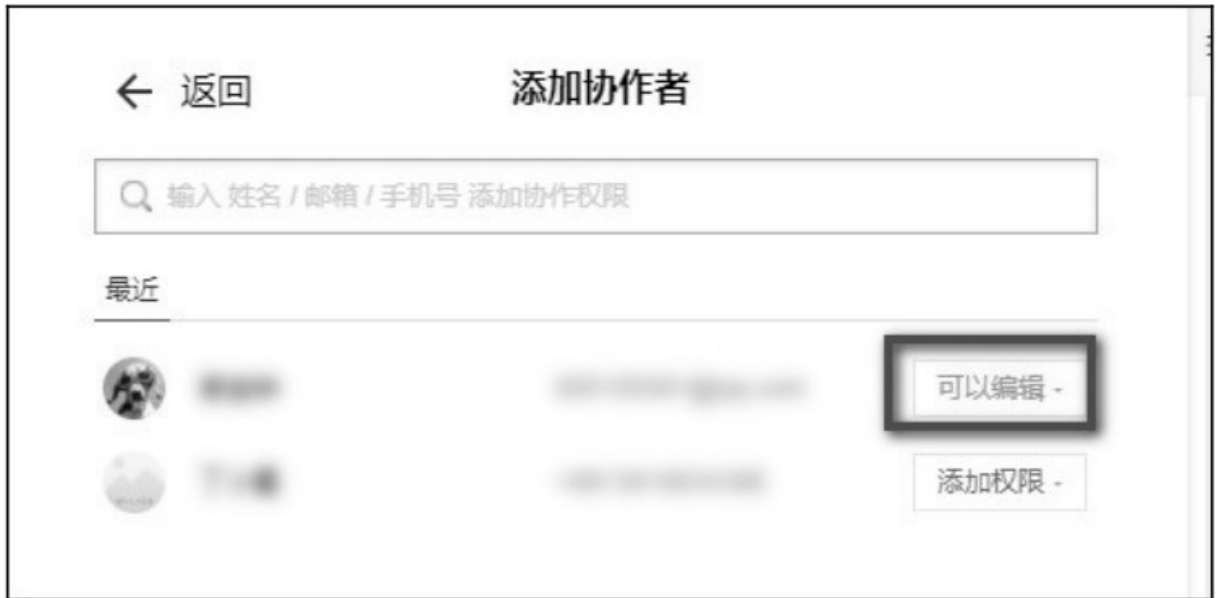 ← 返回 添加协作者
输入 姓名 / 邮箱 / 手机号 添加协作权限
最近
可以编辑 -
添加权限 -